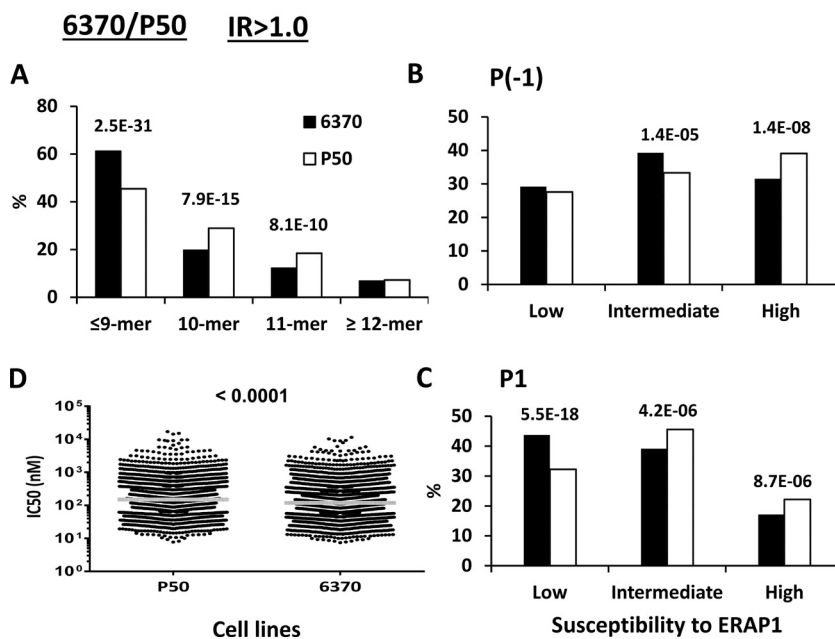 6370/P50 IR>1.0
A
80
60
40
20
0
%
2.5E-31
7.9E-15
8.1E-10
6370
P50
≤9-mer 10-mer 11-mer ≥ 12-mer
B P(-1)
50
40
30
20
10
0
1.4E-05
1.4E-08
Low Intermediate High
D
< 0.0001
10⁵
10⁴
10³
10²
10¹
10⁰
IC50 (nM)
P50 6370
Cell lines
C P1
50
40
30
20
10
0
%
5.5E-18
4.2E-06
8.7E-06
Low Intermediate High
Susceptibility to ERAP1